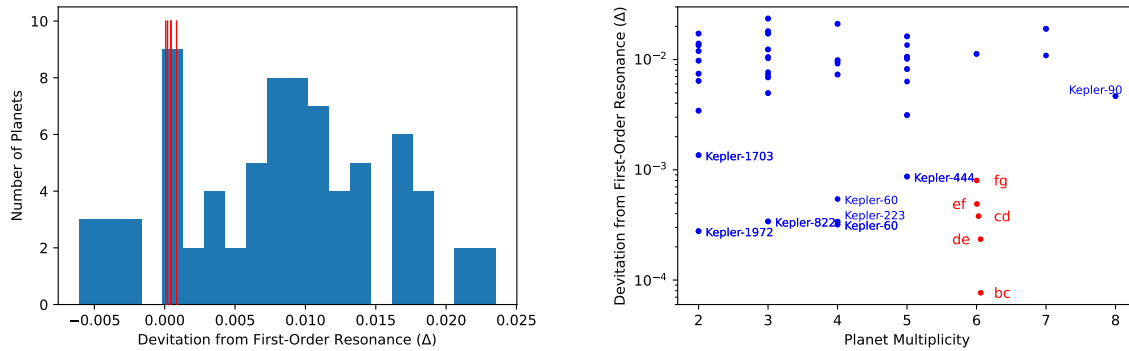 10
8
6
4
2
0
Number of Planets
−0.005
0.000
0.005
0.010
0.015
0.020
0.025
Devitation from First-Order Resonance (Δ)
Devitation from First-Order Resonance (Δ)
10⁻²
10⁻³
10⁻⁴
Kepler-90
Kepler-1703
Kepler-444
fg
Kepler-60
ef
Kepler-223
cd
Kepler-822
Kepler-60
Kepler-1972
de
bc
2
3
4
5
6
7
8
Planet Multiplicity